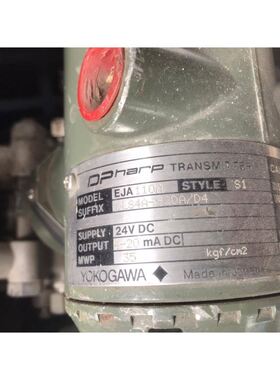 DPharp TRANSMITTER
MODEL EJA110A STYLE S1
SUFFIX
SUPPLY 24V DC
OUTPUT 4-20 mA DC
MWP 35 kgf/cm2
YOKOGAWA Made in